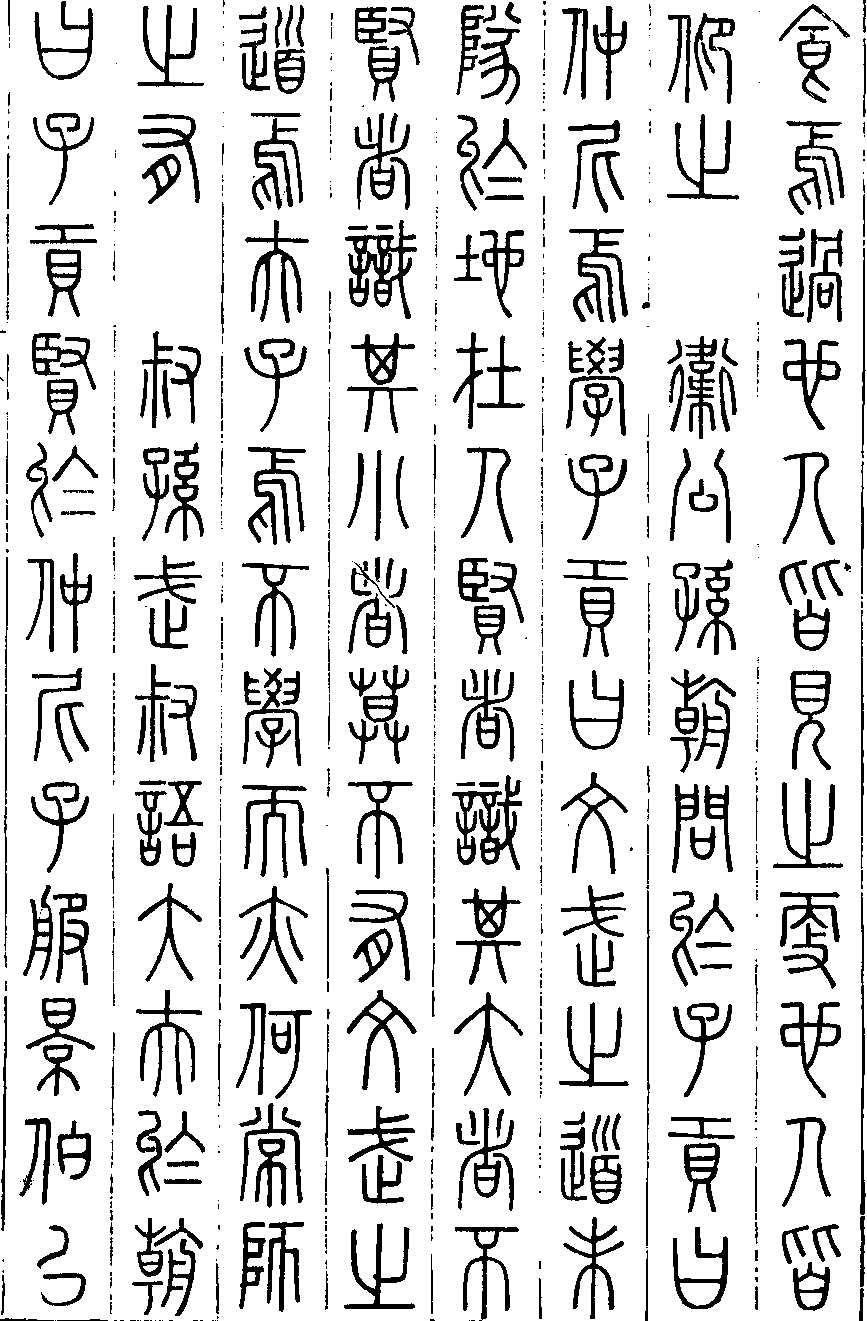 食焉過也人皆見之更也人皆
仰之　衛公孫朝問於子貢曰
仲尼焉學子貢曰文武之道未
隊於地在人賢者識其大者不
賢者識其小者莫不有文武之
道焉夫子焉不學而亦何常師
之有　叔孫武叔語大夫於朝
曰子貢賢於仲尼子服景伯以